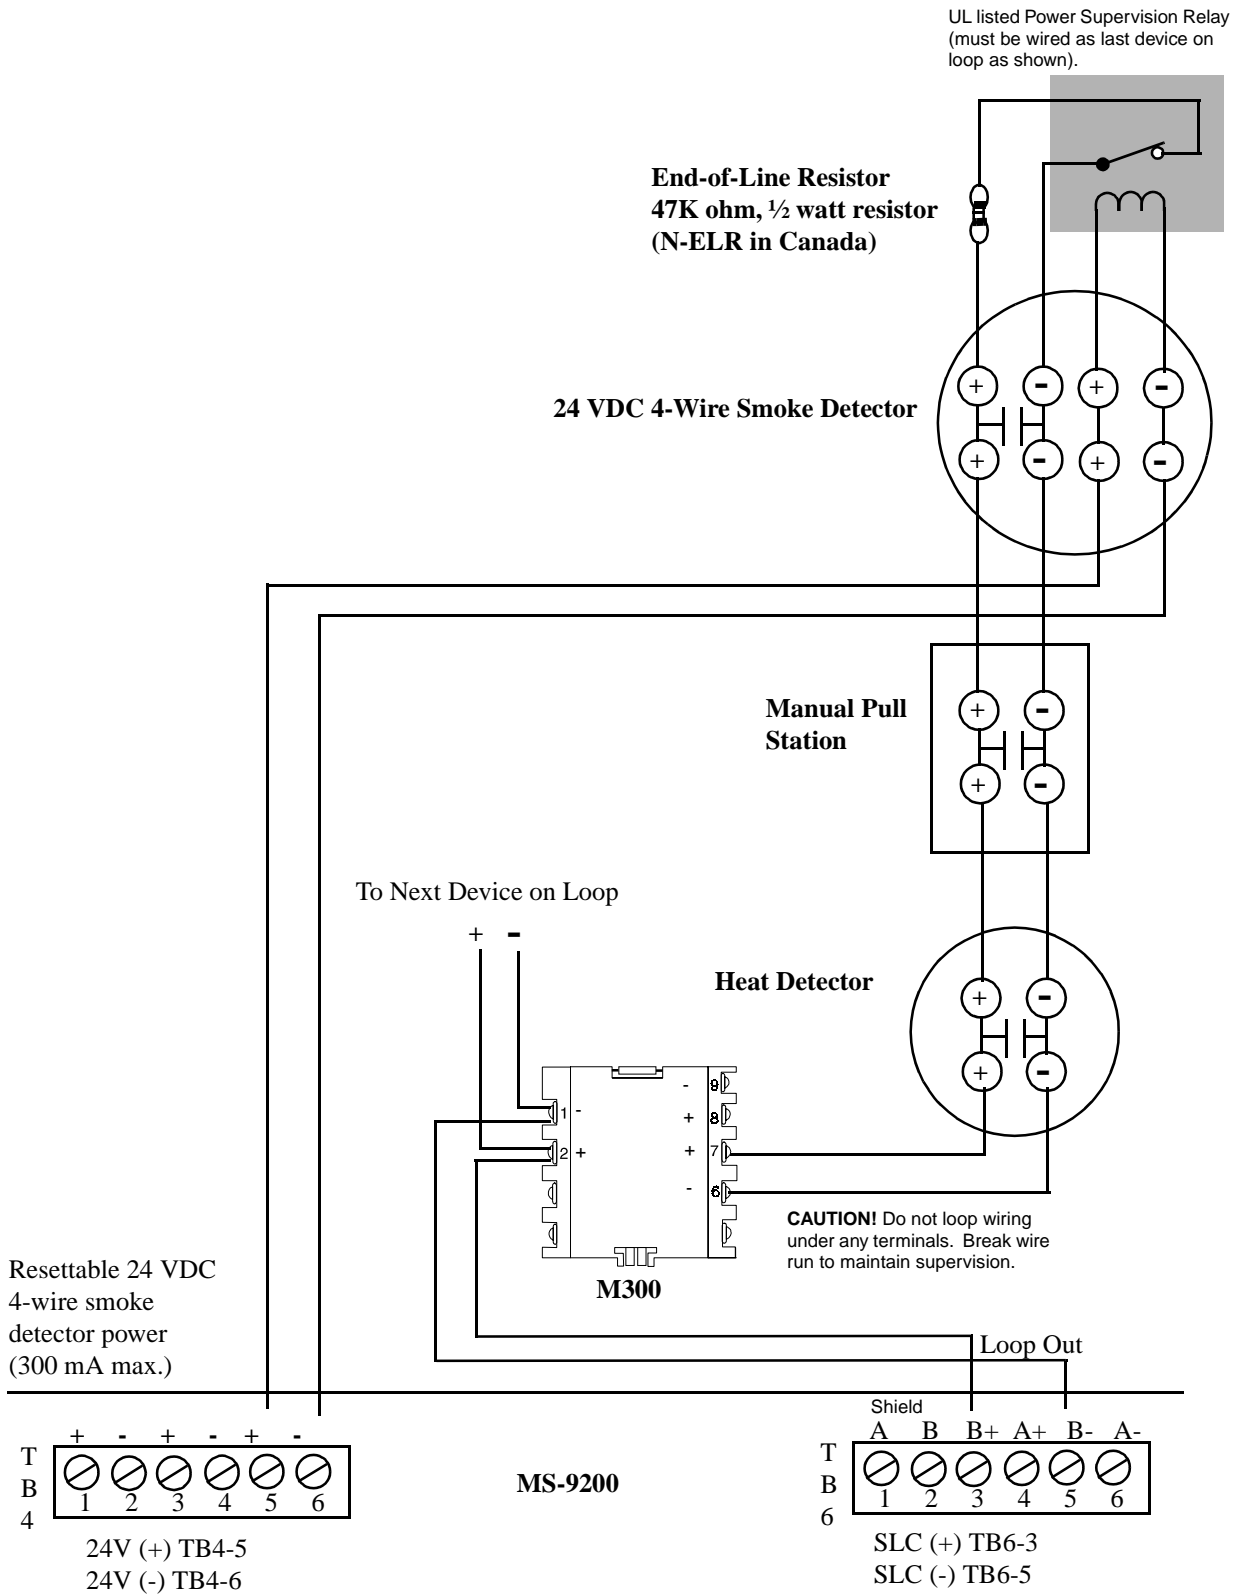 UL listed Power Supervision Relay
(must be wired as last device on
loop as shown).
End-of-Line Resistor
47K ohm, ½ watt resistor
(N-ELR in Canada)
+ - + -
24 VDC 4-Wire Smoke Detector
+ - + -
Manual Pull
Station
+ -
+ -
To Next Device on Loop
+ -
Heat Detector
+ -
+ -
- 9
1 -
+ 8
2 +
+ 7
- 6
CAUTION! Do not loop wiring
under any terminals. Break wire
run to maintain supervision.
M300
Resettable 24 VDC
4-wire smoke
detector power
(300 mA max.)
Loop Out
+ - + - + -
T
B
4
1 2 3 4 5 6
24V (+) TB4-5
24V (-) TB4-6
MS-9200
Shield
A B B+ A+ B- A-
T
B
6
1 2 3 4 5 6
SLC (+) TB6-3
SLC (-) TB6-5